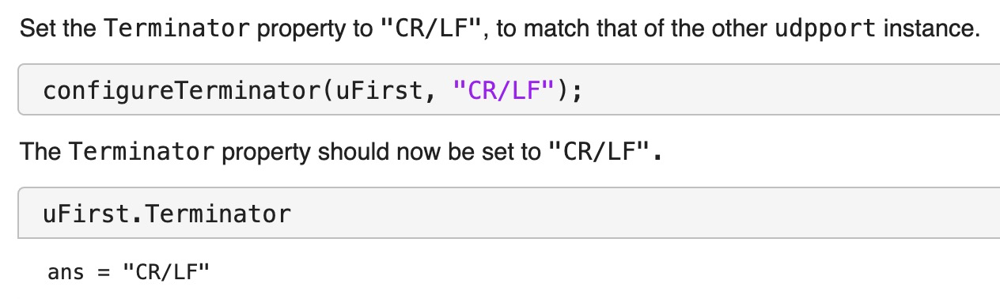 Set the Terminator property to "CR/LF", to match that of the other udpport instance.
configureTerminator(uFirst, "CR/LF");
The Terminator property should now be set to "CR/LF".
uFirst.Terminator
ans = "CR/LF"